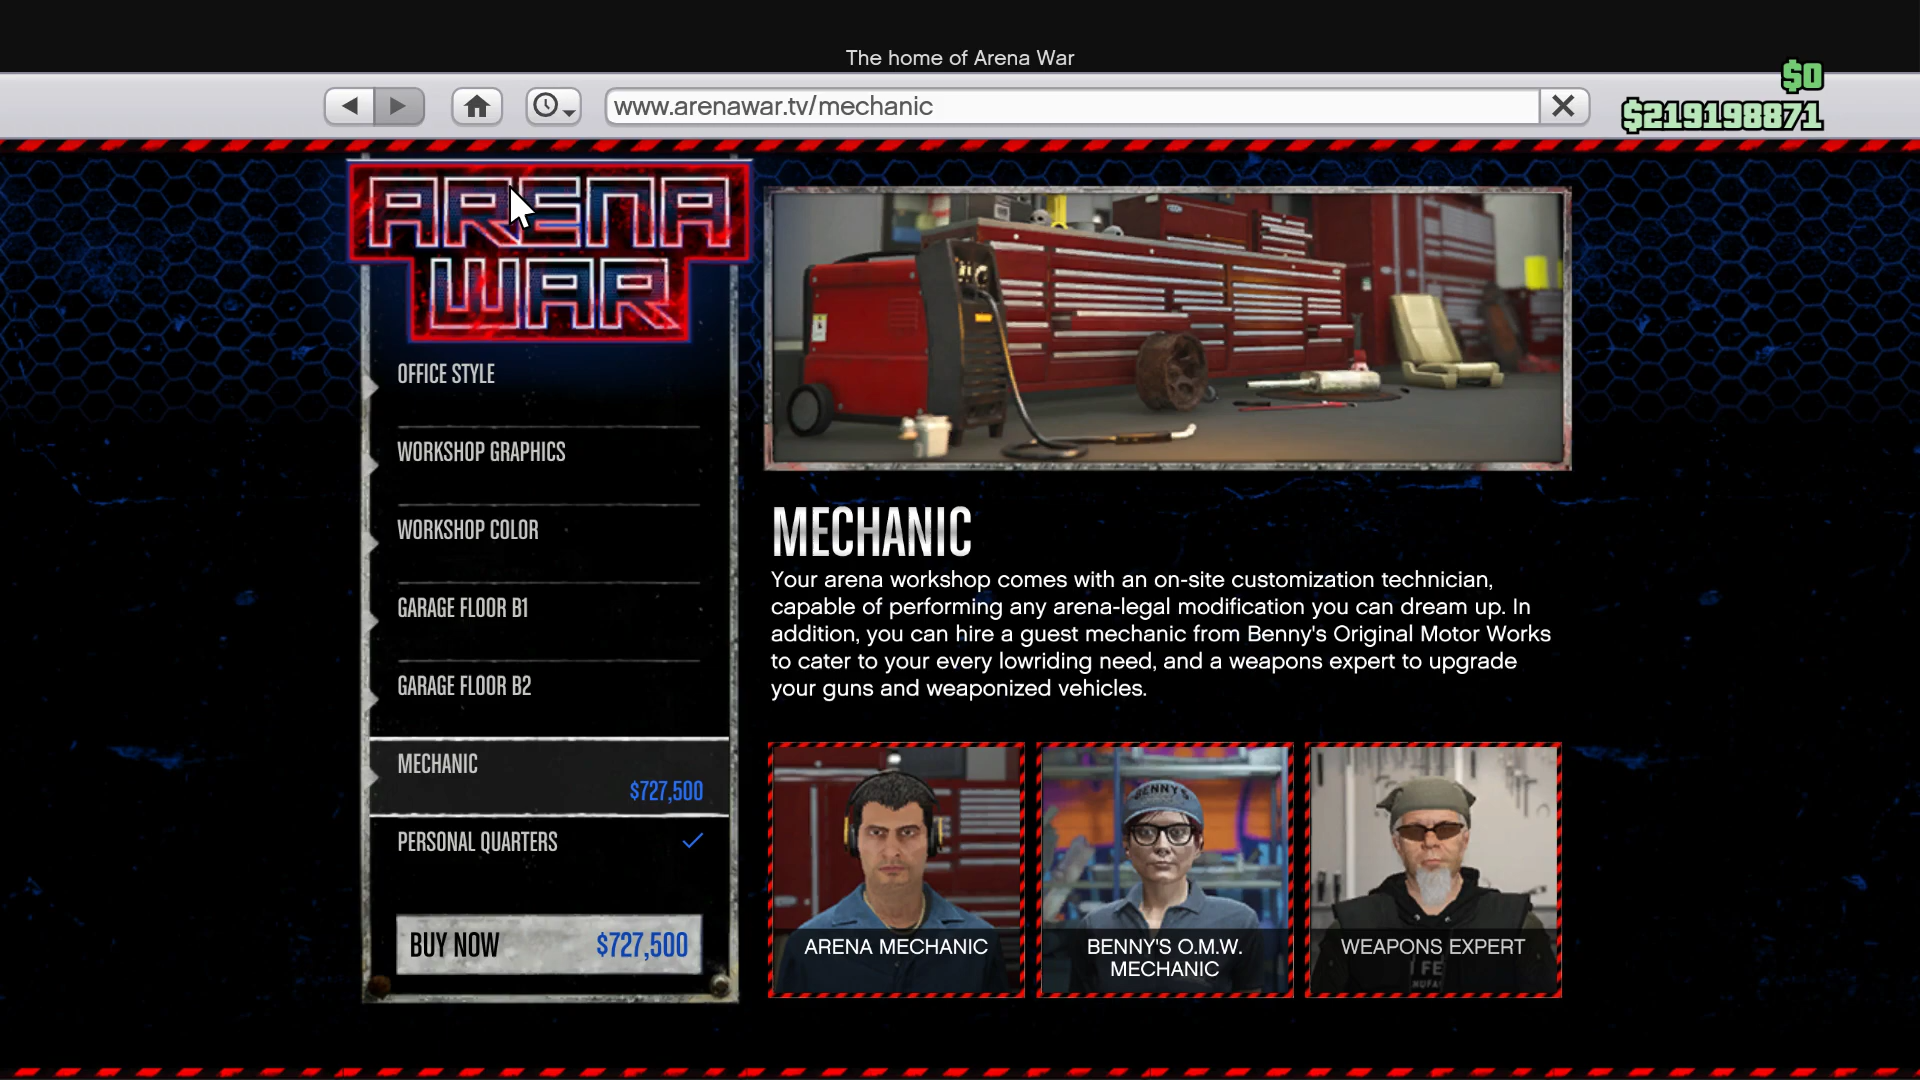 The home of Arena War
$0
www.arenawar.tv/mechanic
$219198871
ARENA
WAR
OFFICE STYLE
WORKSHOP GRAPHICS
WORKSHOP COLOR
GARAGE FLOOR B1
GARAGE FLOOR B2
MECHANIC
$727,500
PERSONAL QUARTERS
BUY NOW $727,500
MECHANIC
Your arena workshop comes with an on-site customization technician,
capable of performing any arena-legal modification you can dream up. In
addition, you can hire a guest mechanic from Benny's Original Motor Works
to cater to your every lowriding need, and a weapons expert to upgrade
your guns and weaponized vehicles.
ARENA MECHANIC
BENNY'S
BENNY'S O.M.W.
MECHANIC
WEAPONS EXPERT